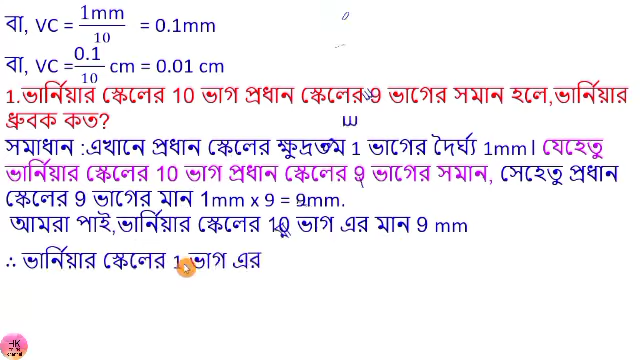 বা, VC = 1mm/10 = 0.1mm
বা, VC = 0.1/10 cm = 0.01 cm
1.ভার্নিয়ার স্কেলের 10 ভাগ প্রধান স্কেলের 9 ভাগের সমান হলে,ভার্নিয়ার
ধ্রুবক কত?
সমাধান :এখানে প্রধান স্কেলের ক্ষুদ্রতম 1 ভাগের দৈর্ঘ্য 1mm। যেহেতু
ভার্নিয়ার স্কেলের 10 ভাগ প্রধান স্কেলের 9 ভাগের সমান, সেহেতু প্রধান
স্কেলের 9 ভাগের মান 1mm x 9 = 9mm.
আমরা পাই,ভার্নিয়ার স্কেলের 10 ভাগ এর মান 9 mm
∴ ভার্নিয়ার স্কেলের 1 ভাগ এর
HK